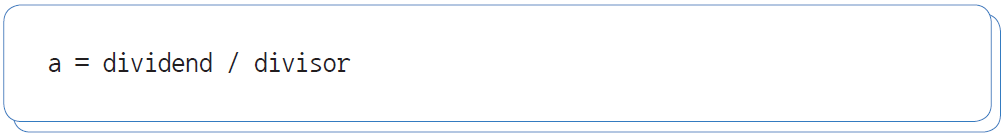 a = dividend / divisor